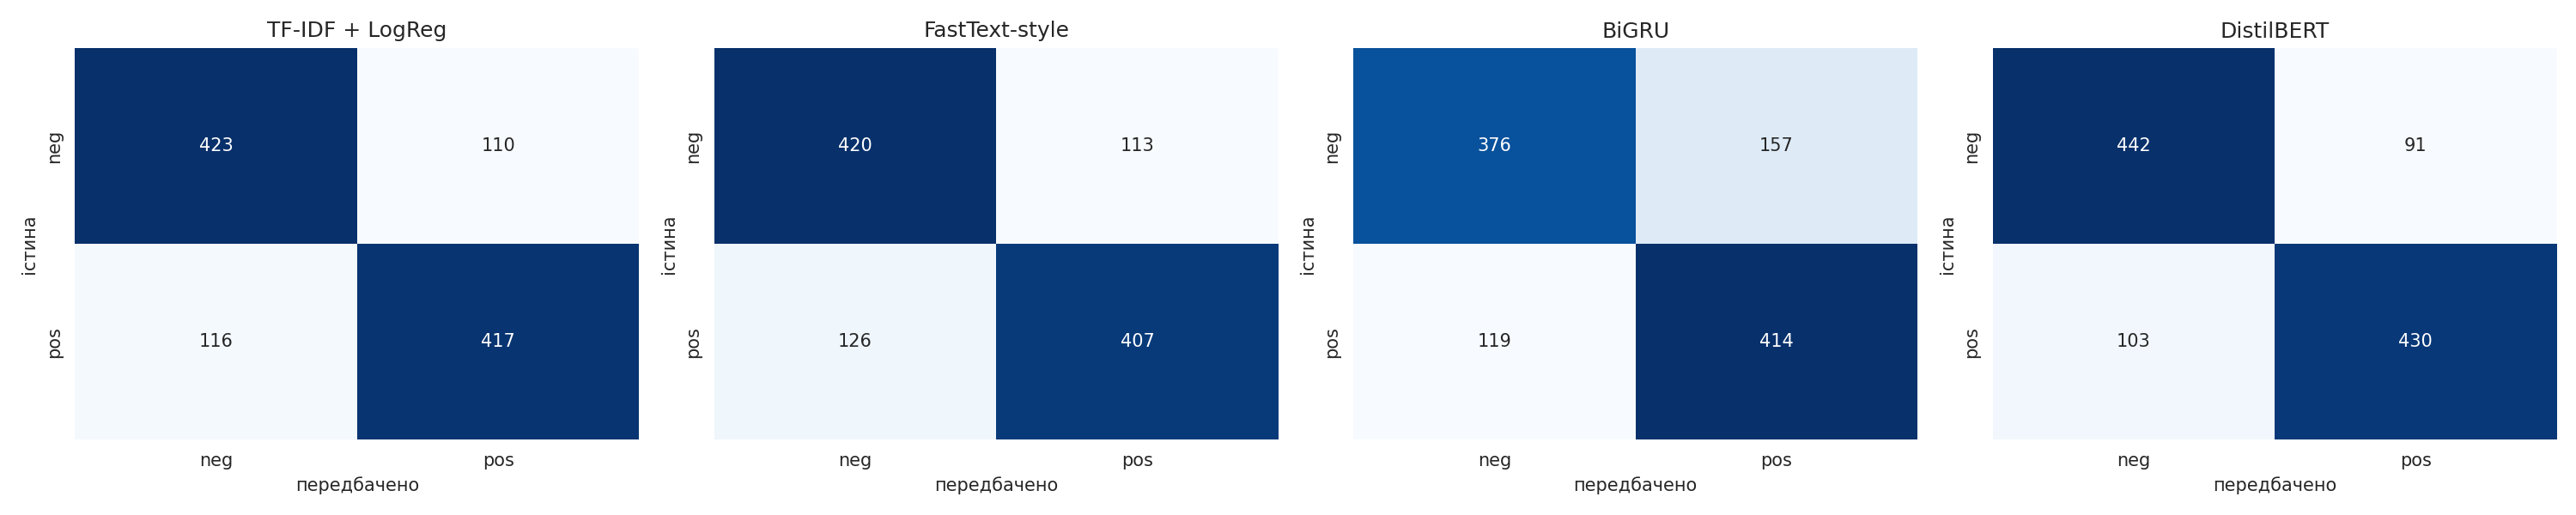 TF-IDF + LogReg
neg
423
110
істина
pos
116
417
neg
pos
передбачено
FastText-style
neg
420
113
істина
pos
126
407
neg
pos
передбачено
BiGRU
neg
376
157
істина
pos
119
414
neg
pos
передбачено
DistilBERT
neg
442
91
істина
pos
103
430
neg
pos
передбачено